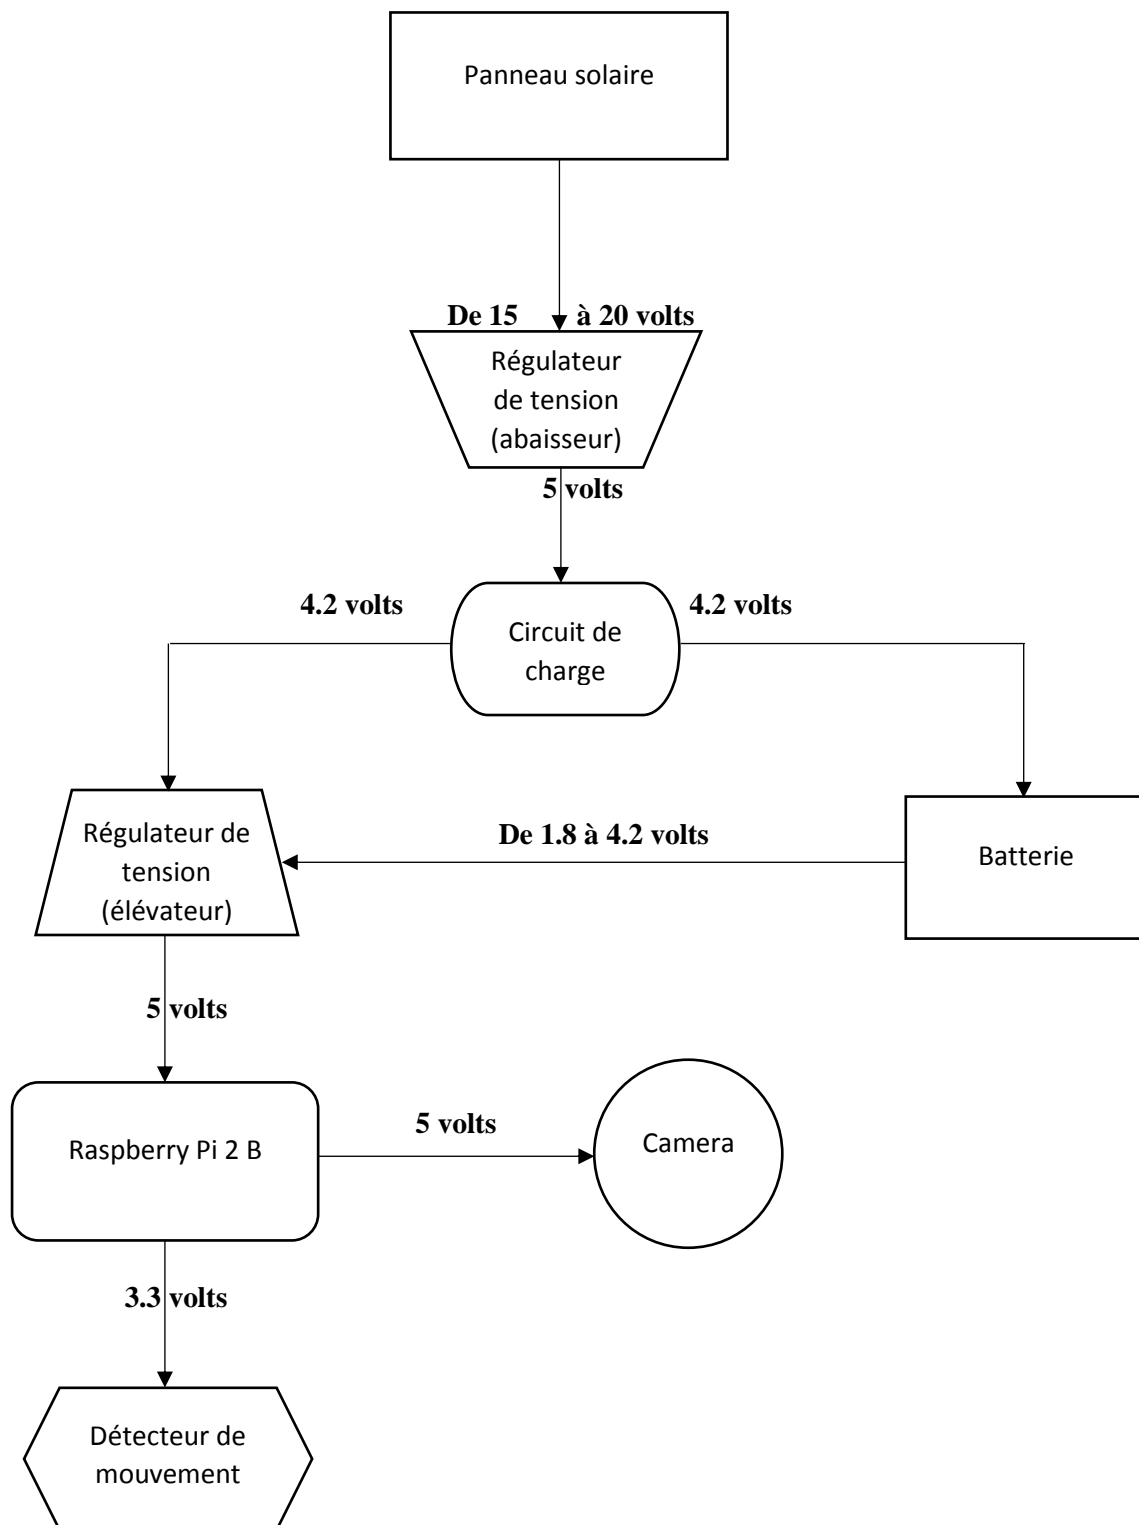 Panneau solaire
De 15 à 20 volts
Régulateur
de tension
(abaisseur)
5 volts
4.2 volts
4.2 volts
Circuit de
charge
Régulateur de
tension
(élévateur)
De 1.8 à 4.2 volts
Batterie
5 volts
Raspberry Pi 2 B
5 volts
Camera
3.3 volts
Détecteur de
mouvement